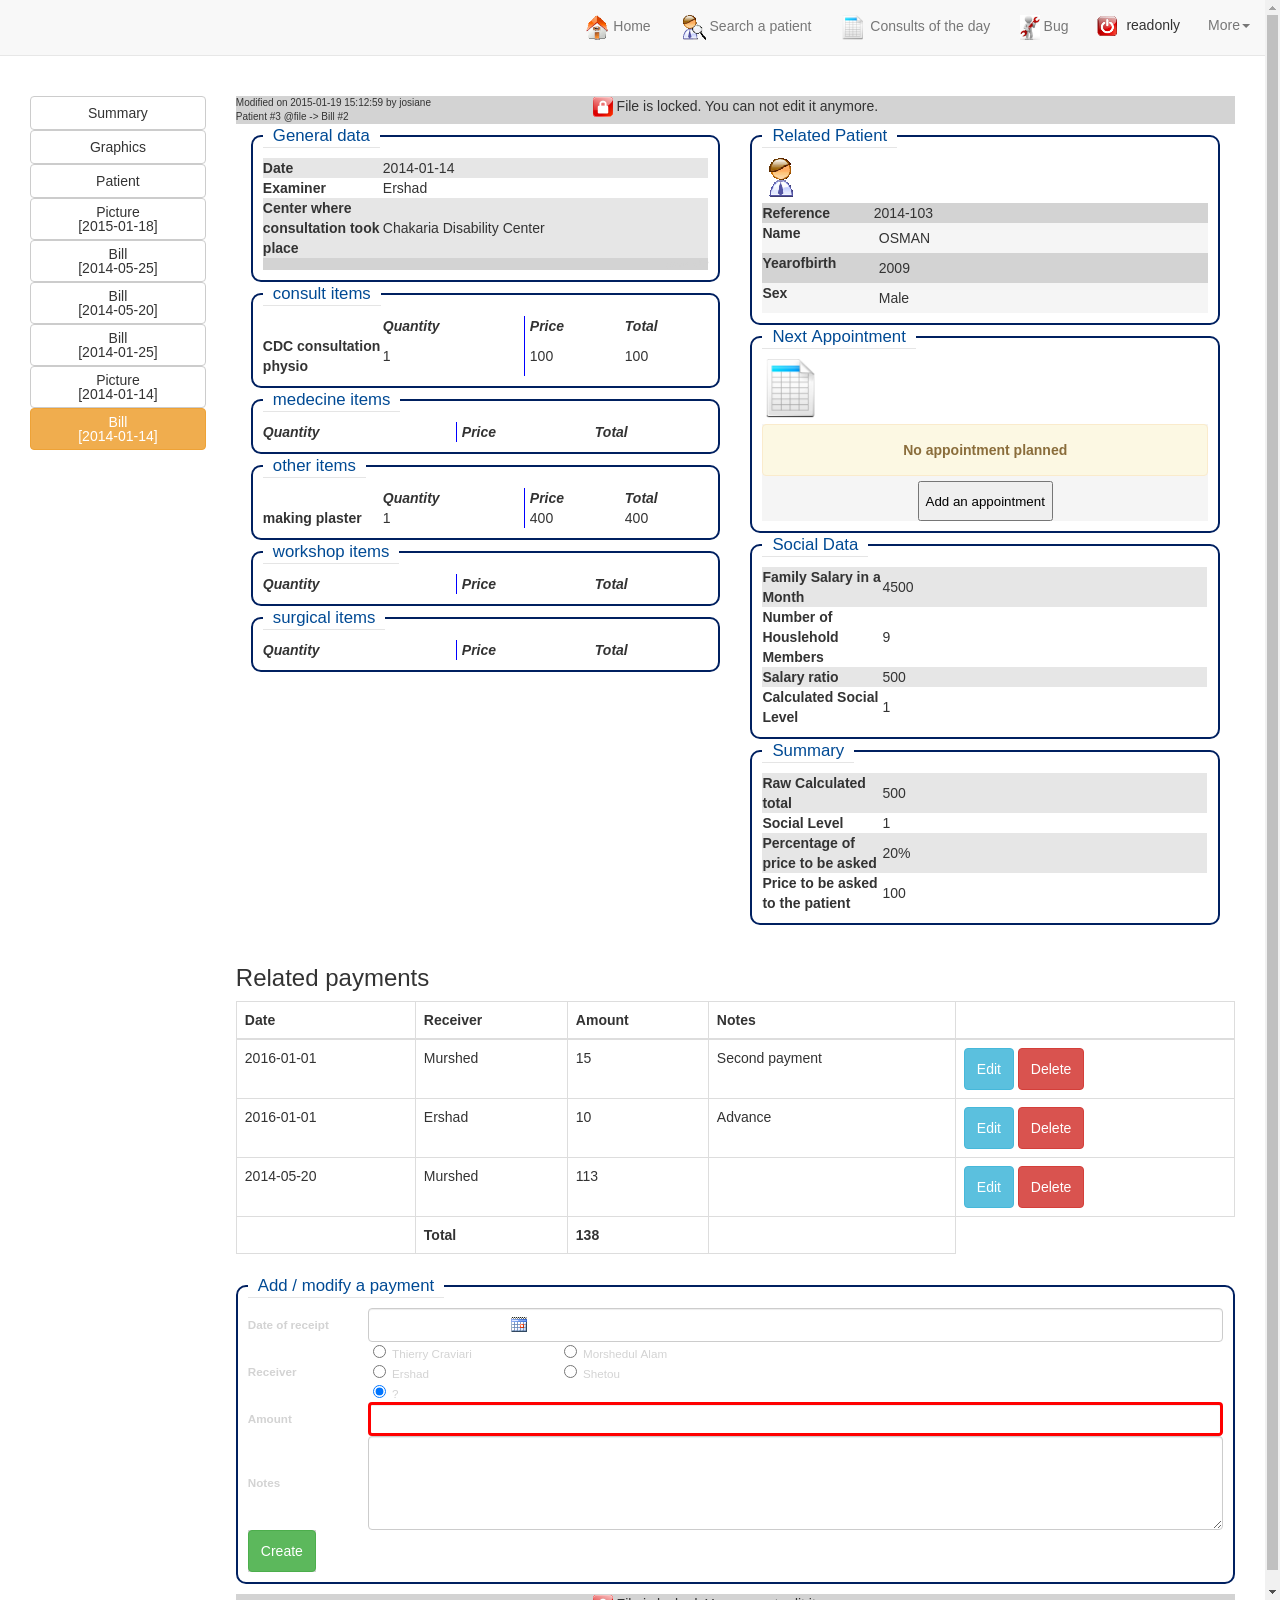 Home Search a patient Consults of the day Bug readonly More
Summary
Graphics
Patient
Picture
[2015-01-18]
Bill
[2014-05-25]
Bill
[2014-05-20]
Bill
[2014-01-25]
Picture
[2014-01-14]
Bill
[2014-01-14]
Modified on 2015-01-19 15:12:59 by josiane
Patient #3 @file -> Bill #2
File is locked. You can not edit it anymore.
General data
Date 2014-01-14
Examiner Ershad
Center where
consultation took Chakaria Disability Center
place
consult items
Quantity Price Total
CDC consultation
physio 1 100 100
medecine items
Quantity Price Total
other items
Quantity Price Total
making plaster 1 400 400
workshop items
Quantity Price Total
surgical items
Quantity Price Total
Related Patient
Reference 2014-103
Name OSMAN
Yearofbirth 2009
Sex Male
Next Appointment
No appointment planned
Add an appointment
Social Data
Family Salary in a
Month 4500
Number of
Houslehold 9
Members
Salary ratio 500
Calculated Social
Level 1
Summary
Raw Calculated
total 500
Social Level 1
Percentage of
price to be asked 20%
Price to be asked
to the patient 100
Related payments
Date Receiver Amount Notes
2016-01-01 Murshed 15 Second payment Edit Delete
2016-01-01 Ershad 10 Advance Edit Delete
2014-05-20 Murshed 113 Edit Delete
Total 138
Add / modify a payment
Date of receipt
Thierry Craviari Morshedul Alam
Receiver Ershad Shetou
?
Amount
Notes
Create